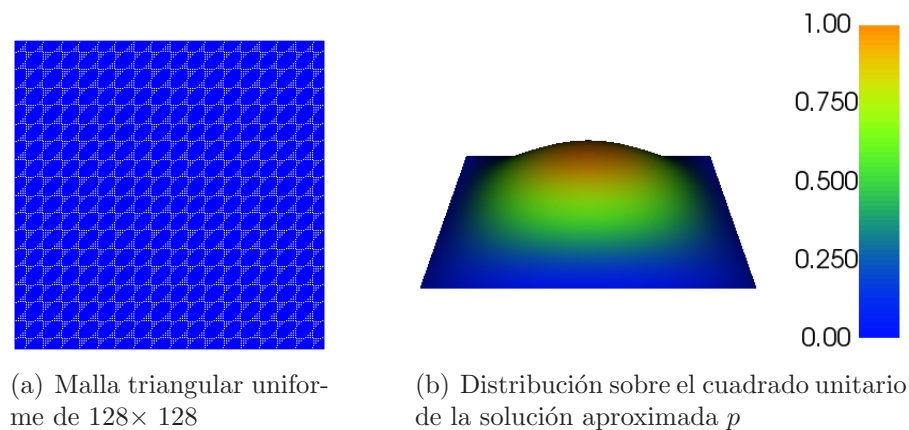 1.00
0.750
0.500
0.250
0.00
(a) Malla triangular unifor-
me de 128× 128
(b) Distribución sobre el cuadrado unitario
de la solución aproximada p